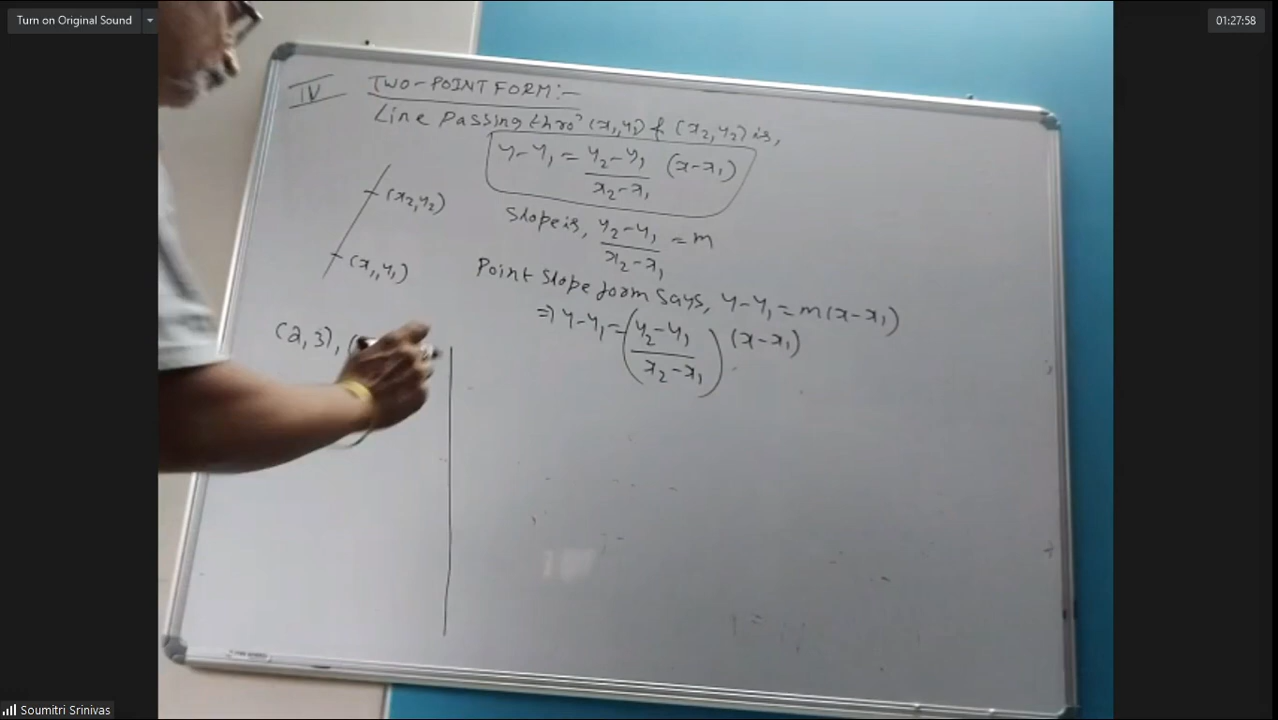 Turn on Original Sound
01:27:58
IV TWO-POINT FORM:-
Line Passing thro' (x₁,y₁) & (x₂,y₂) is,
y-y₁ = y₂-y₁/x₂-x₁ (x-x₁)
(x₂,y₂)
(x₁,y₁)
Slope is, y₂-y₁/x₂-x₁ = m
Point Slope form says, y-y₁ = m(x-x₁)
⇒ y-y₁ = (y₂-y₁/x₂-x₁) (x-x₁)
(2,3), (
Soumitri Srinivas